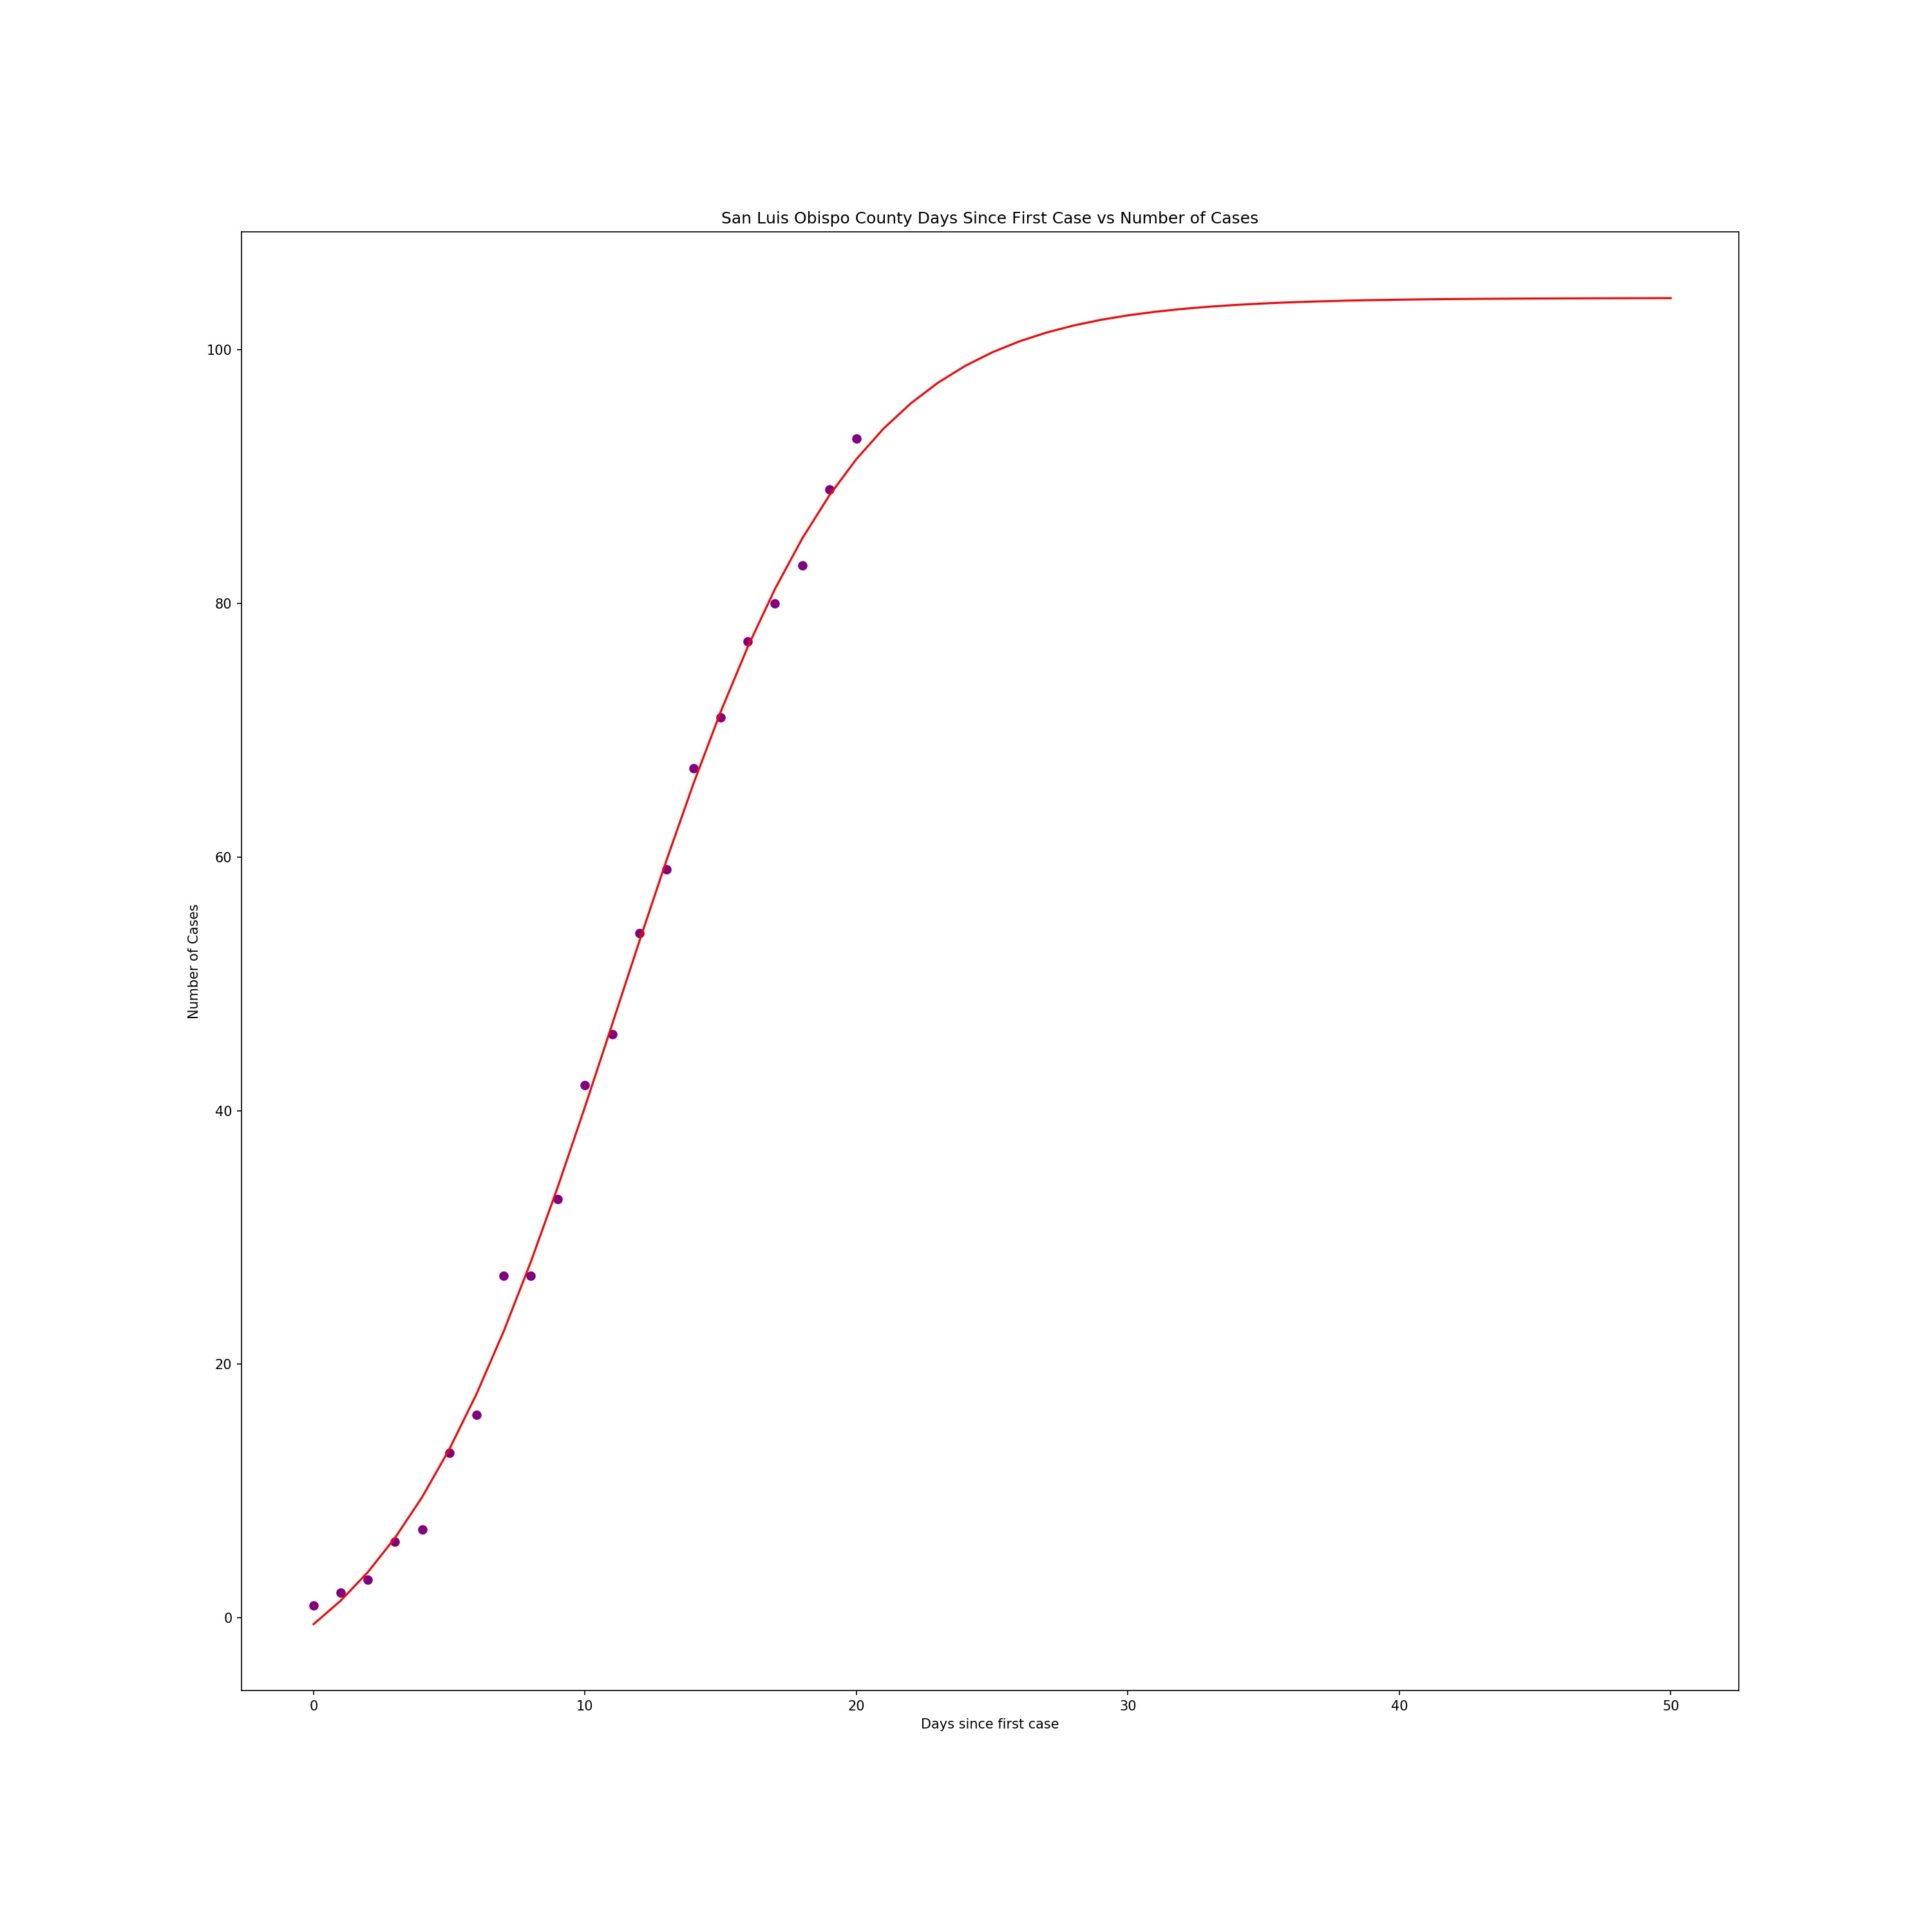 San Luis Obispo County Days Since First Case vs Number of Cases
100
80
60
40
20
0
Number of Cases
0 10 20 30 40 50
Days since first case